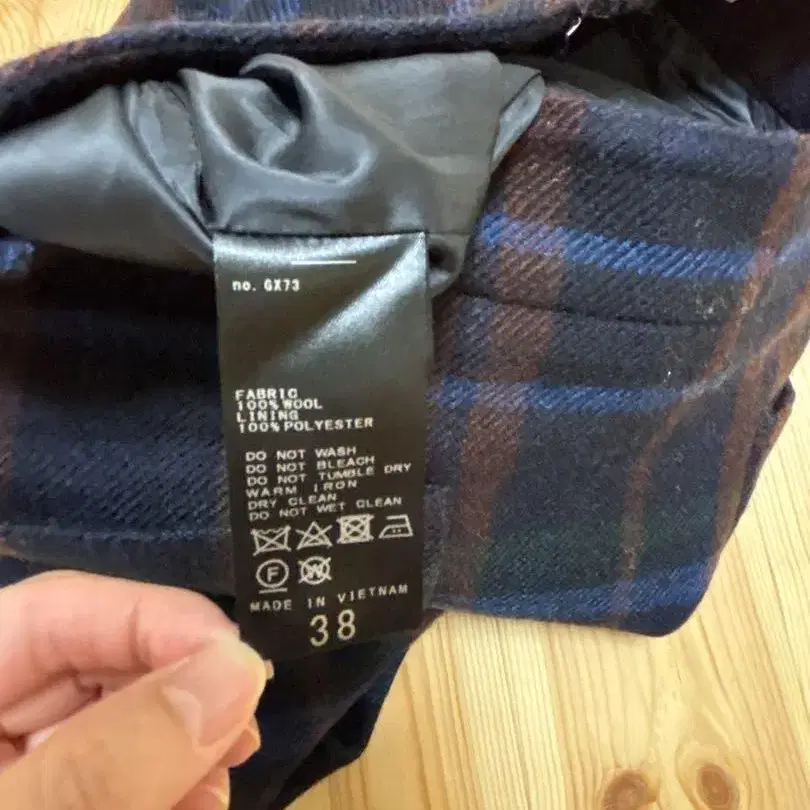 no. GX73
FABRIC
100% WOOL
LINING
100% POLYESTER
DO NOT WASH
DO NOT BLEACH
DO NOT TUMBLE DRY
WARM IRON
DRY CLEAN
DO NOT WET CLEAN
F W
MADE IN VIETNAM
38